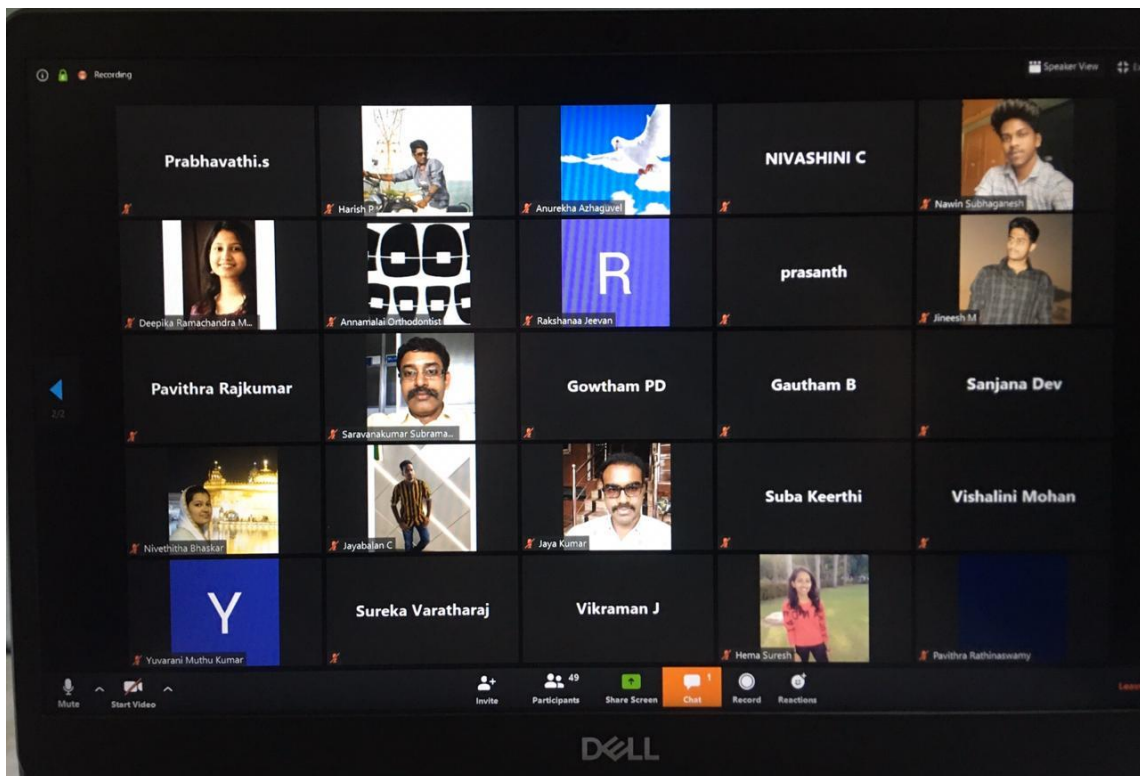 Recording
Speaker View
Prabhavathi.s
Harish P
Anurekha Azhaguvel
NIVASHINI C
Nawin Subhaganesh
Deepika Ramachandra M...
Annamalai Orthodontist
R
Rakshanaa Jeevan
prasanth
Jineesh M
2/2
Pavithra Rajkumar
Saravanakumar Subrama...
Gowtham PD
Gautham B
Sanjana Dev
Nivethitha Bhaskar
Jayabalan C
Jaya Kumar
Suba Keerthi
Vishalini Mohan
Y
Yuvarani Muthu Kumar
Sureka Varatharaj
Vikraman J
Hema Suresh
Pavithra Rathinaswamy
Mute
Start Video
Invite
49
Participants
Share Screen
1
Chat
Record
Reactions
Leave
DELL